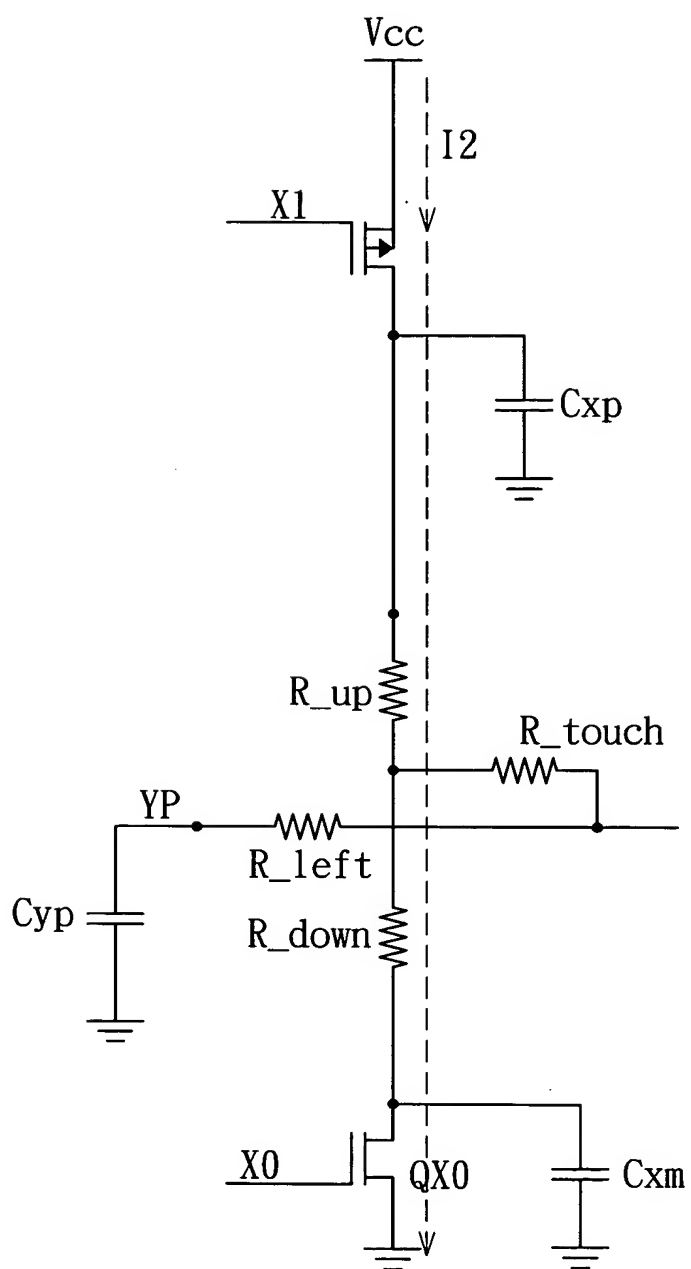 Vcc
I2
X1
Cxp
R_up
R_touch
YP
R_left
Cyp
R_down
X0
QX0
Cxm